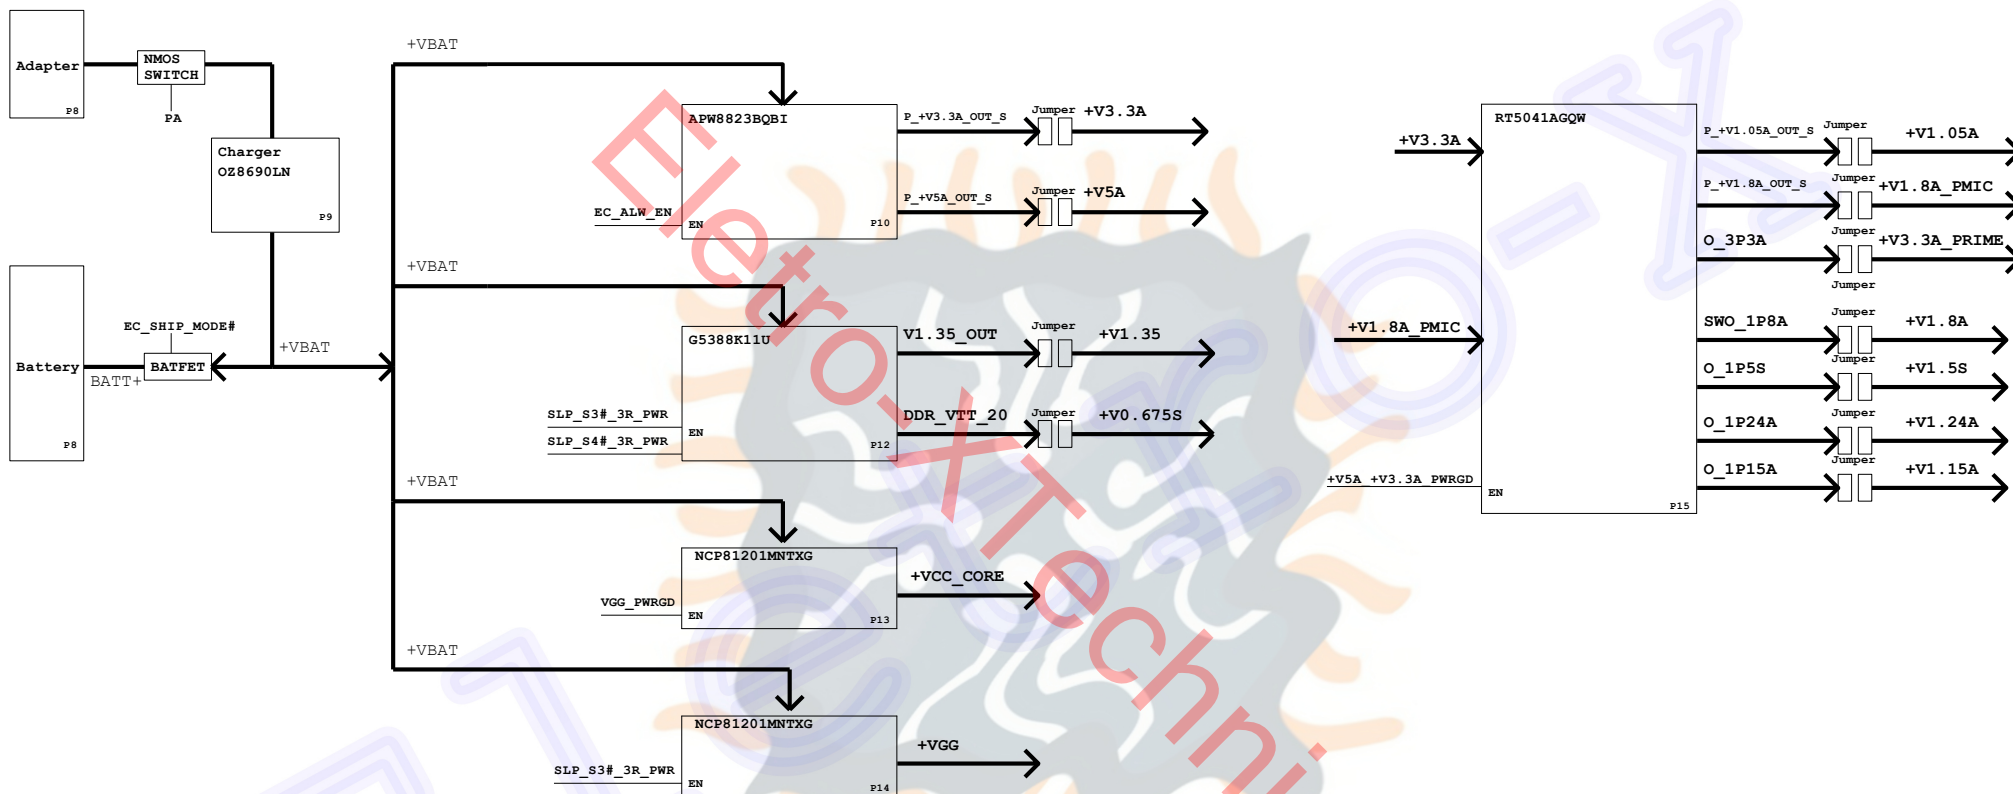 Adapter
P8
NMOS
SWITCH
PA
Charger
OZ8690LN
P9
Battery
P8
BATT+
EC_SHIP_MODE#
BATFET
+VBAT
+VBAT
APW8823BQBI
EC_ALW_EN
EN
P10
P_+V3.3A_OUT_S
Jumper
+V3.3A
P_+V5A_OUT_S
Jumper
+V5A
+VBAT
G5388K11U
SLP_S3#_3R_PWR
EN
SLP_S4#_3R_PWR
P12
V1.35_OUT
Jumper
+V1.35
DDR_VTT_20
Jumper
+V0.675S
+VBAT
NCP81201MNTXG
VGG_PWRGD
EN
P13
+VCC_CORE
+VBAT
NCP81201MNTXG
SLP_S3#_3R_PWR
EN
P14
+VGG
RT5041AGQW
+V3.3A
+V1.8A_PMIC
+V5A_+V3.3A_PWRGD
EN
P15
P_+V1.05A_OUT_S
Jumper
+V1.05A
P_+V1.8A_OUT_S
Jumper
+V1.8A_PMIC
O_3P3A
Jumper
+V3.3A_PRIME
Jumper
SWO_1P8A
+V1.8A
Jumper
O_1P5S
+V1.5S
Jumper
O_1P24A
+V1.24A
Jumper
O_1P15A
+V1.15A
Eletro-XTechni